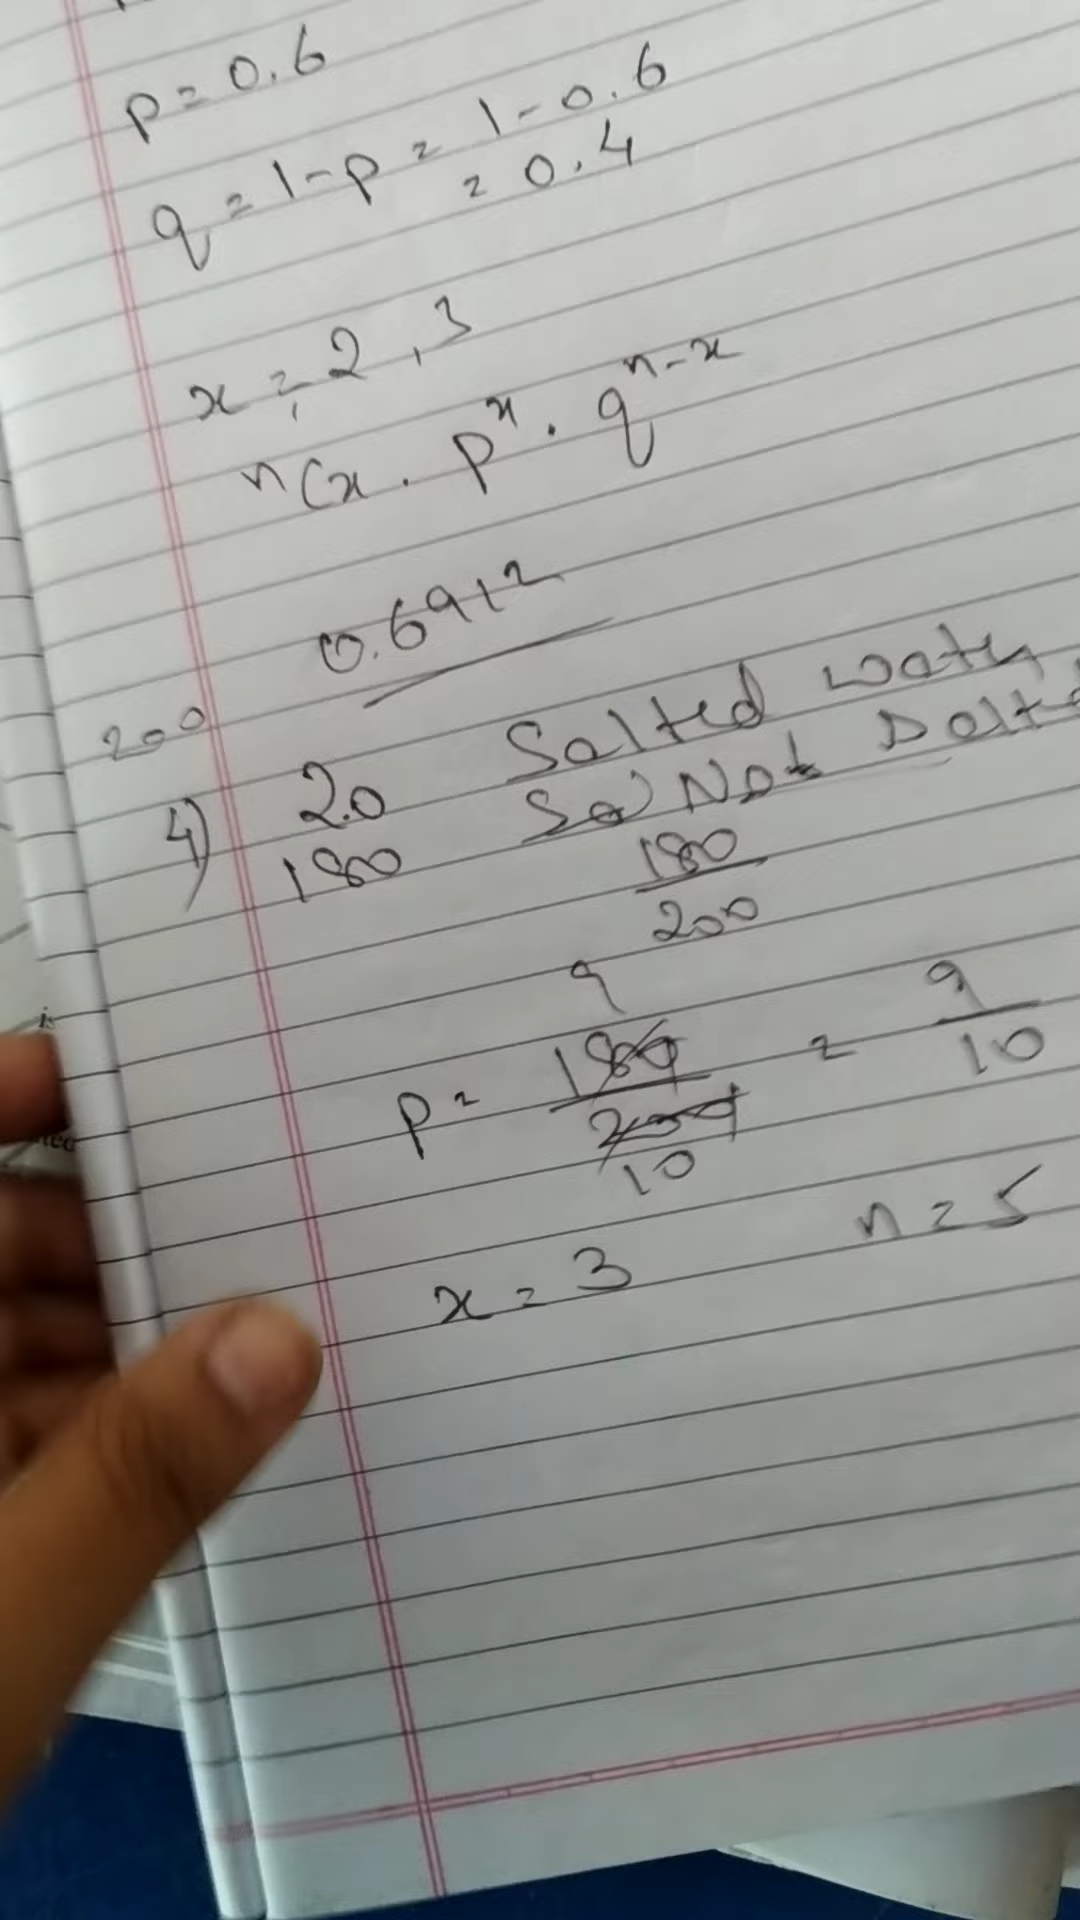 p = 0.6
q = 1-p = 1-0.6
= 0.4
x = 2,3
nCx . p^x . q^n-x
0.6912
200
4) 20 Salted
180 Not
180
200
9
p = 180 = 9
200 10
10
x = 3 n = 5
is